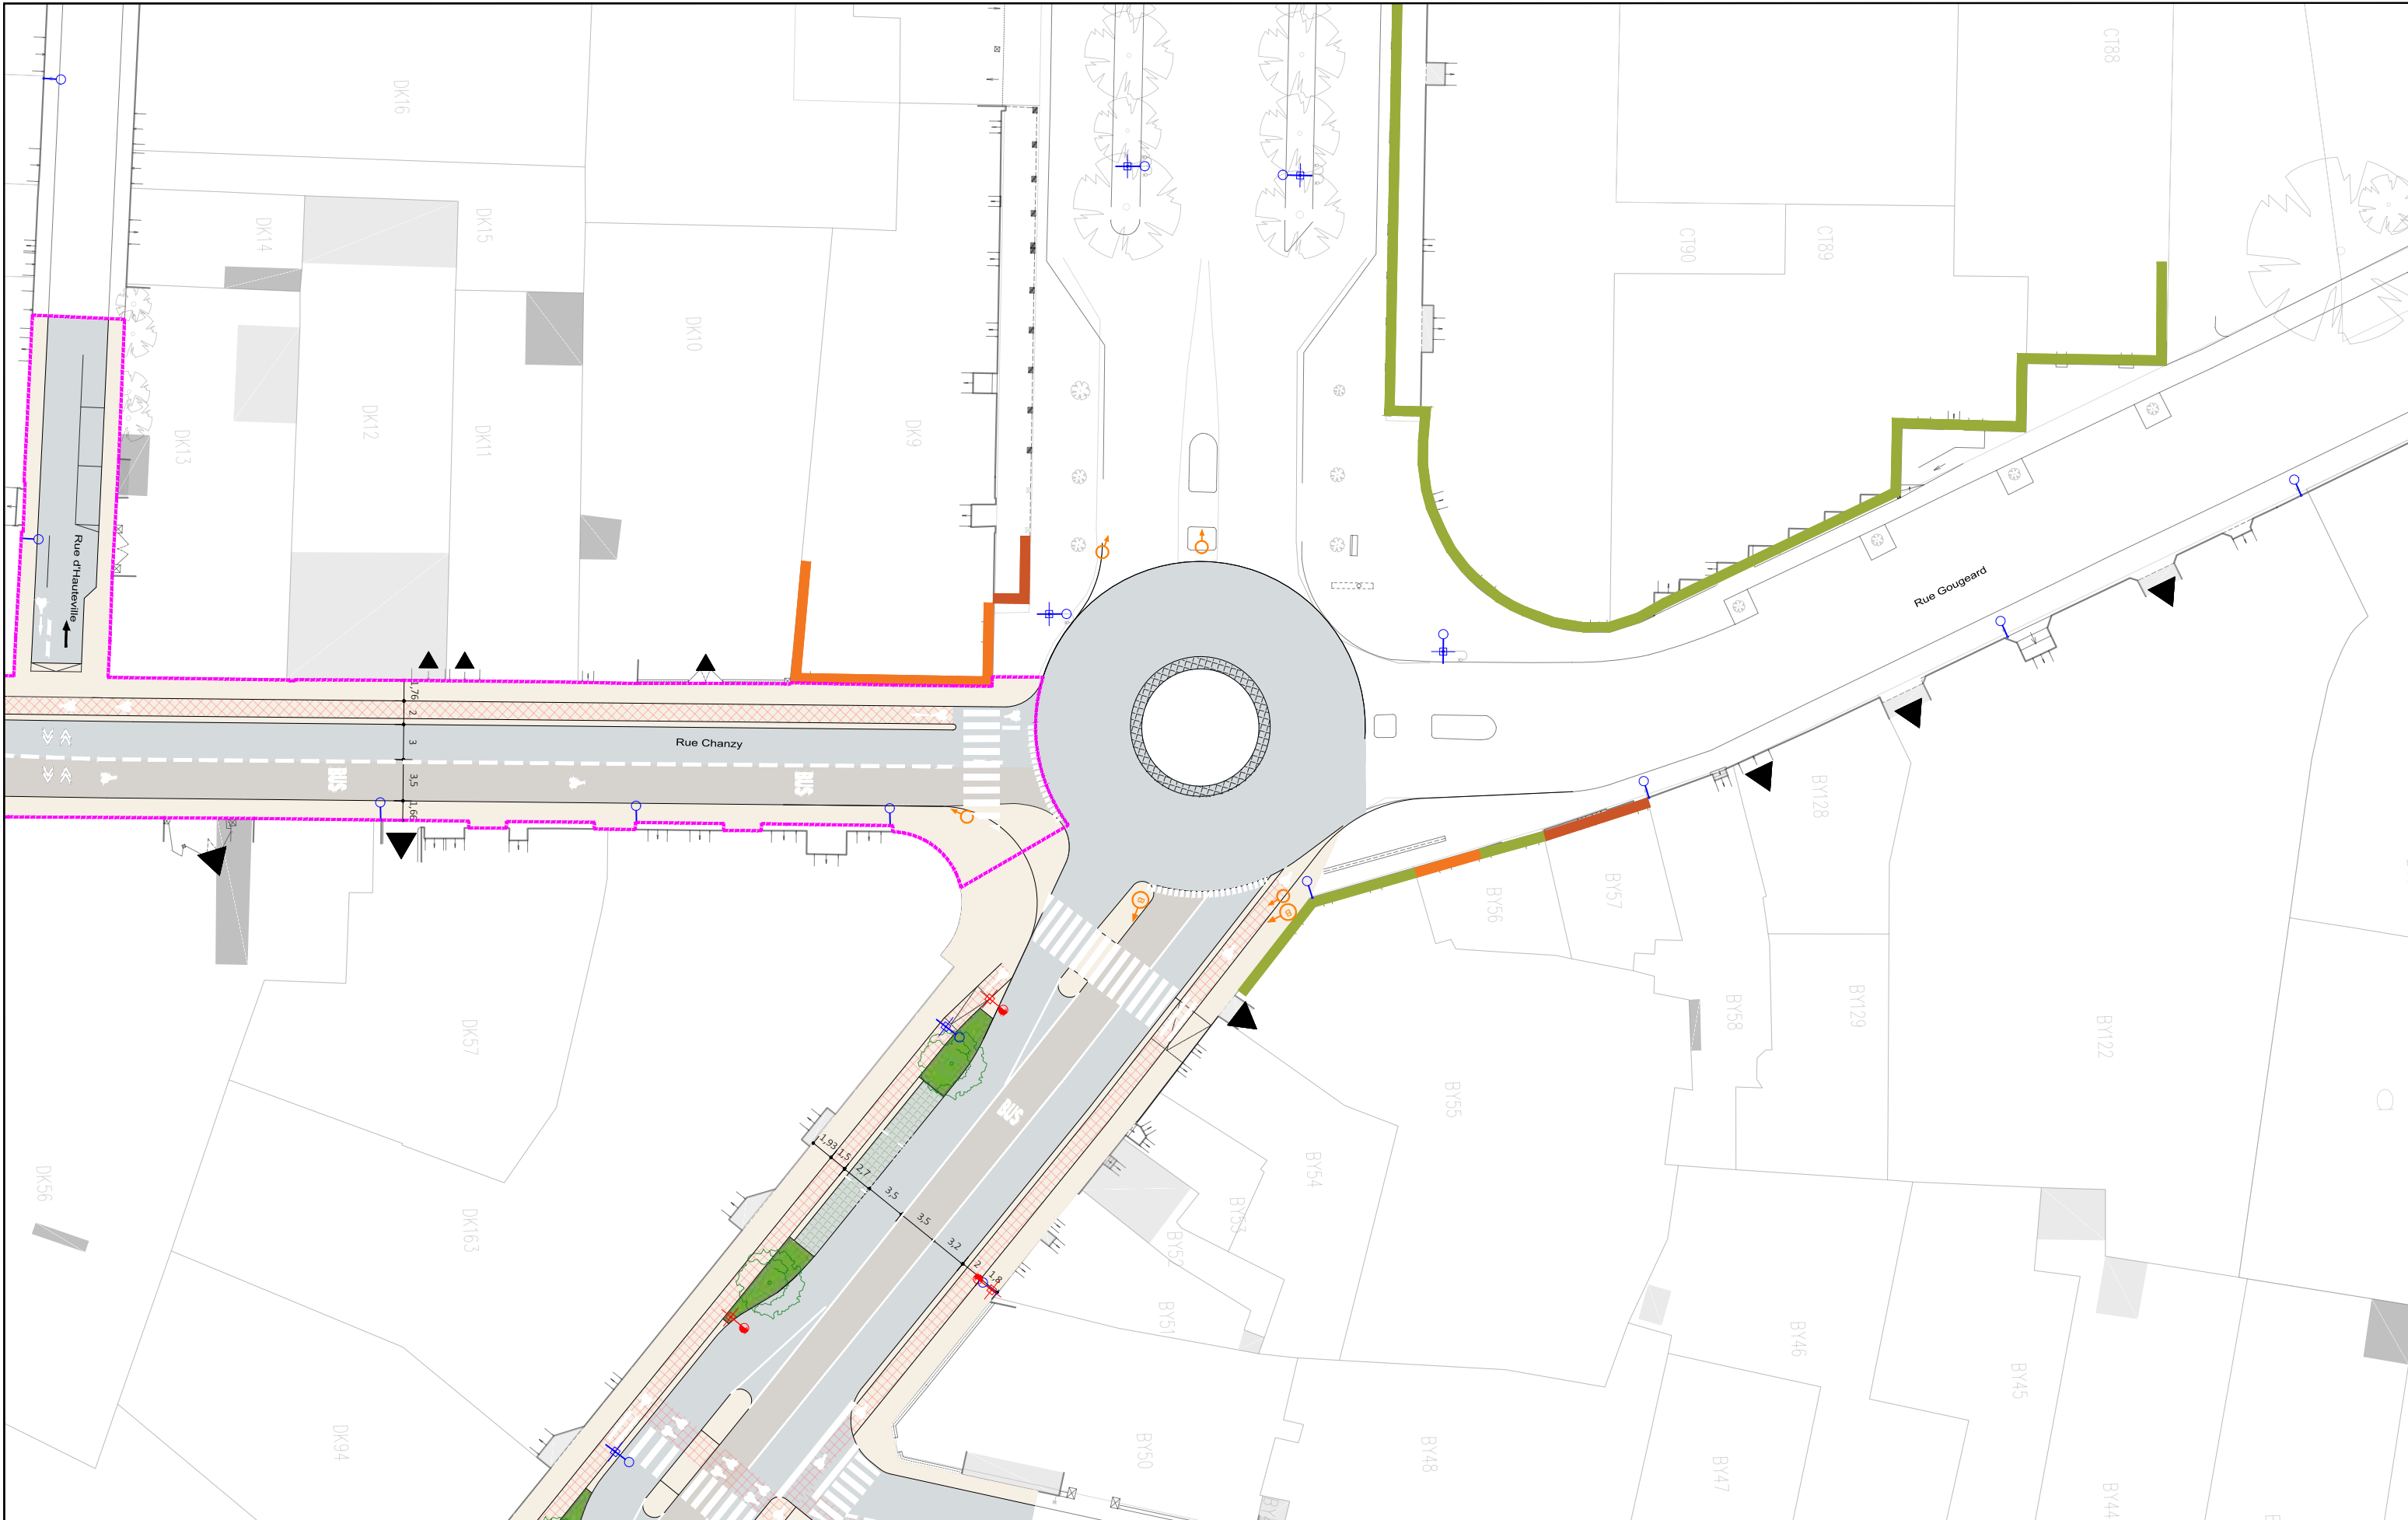 CT88
DK16
DK15
DK14
CT90
CT89
DK10
DK12
DK11
DK9
DK13
Rue d'Hauteville
Rue Gougeard
1,76
2
3
3,5
1,66
Rue Chanzy
BUS
BUS
BY128
B
B
BY57
BY56
BY58
BY129
BY122
DK57
BY55
BUS
1,93
1,5
2,7
3,5
3,5
3,2
2
1,8
BY54
BY53
BY52
BY51
DK56
DK163
BY46
BY45
DK94
BY50
BY48
BY47
BY44